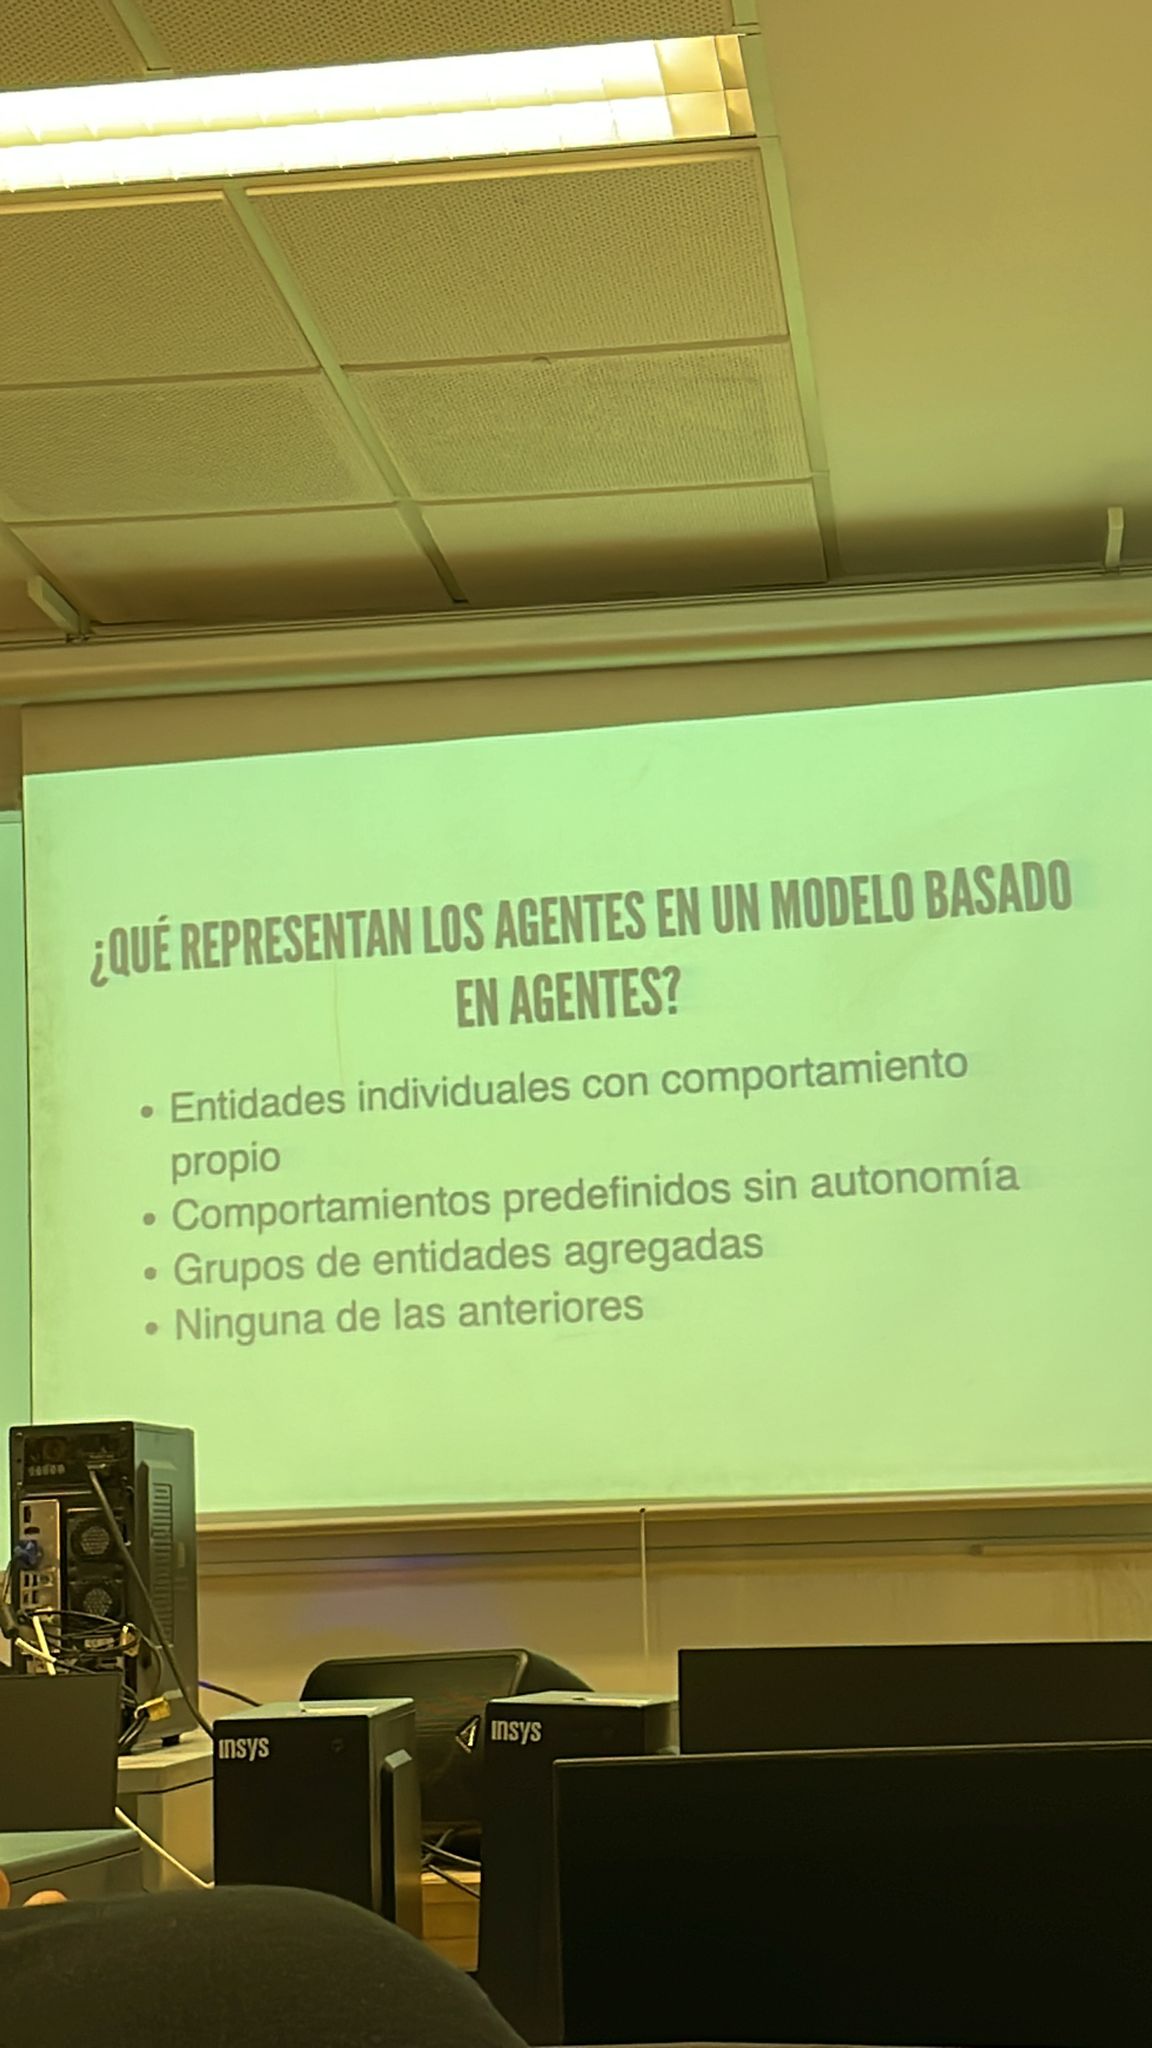 ¿QUÉ REPRESENTAN LOS AGENTES EN UN MODELO BASADO
EN AGENTES?
• Entidades individuales con comportamiento
propio
• Comportamientos predefinidos sin autonomía
• Grupos de entidades agregadas
• Ninguna de las anteriores
insys
insys